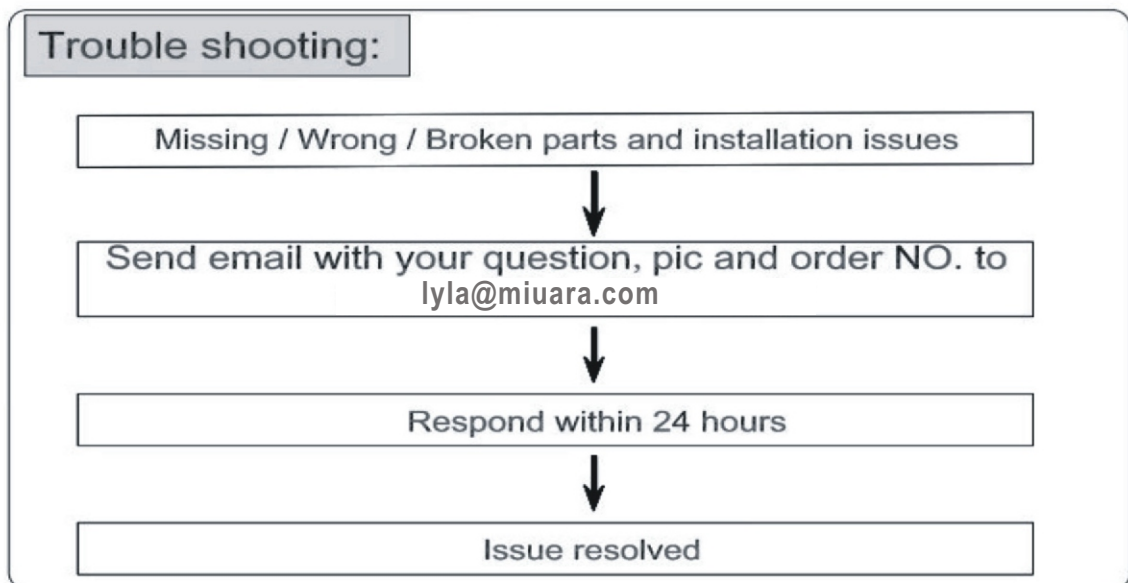 Trouble shooting:
Missing / Wrong / Broken parts and installation issues
Send email with your question, pic and order NO. to
lyla@miuara.com
Respond within 24 hours
Issue resolved